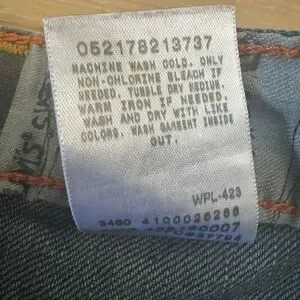 052178213737
MACHINE WASH COLD. ONLY
NON-CHLORINE BLEACH IF
NEEDED. TUMBLE DRY MEDIUM.
WARM IRON IF NEEDED.
WASH AND DRY WITH LIKE
COLORS. WASH GARMENT INSIDE
OUT.
WPL-423
3460 4100026266